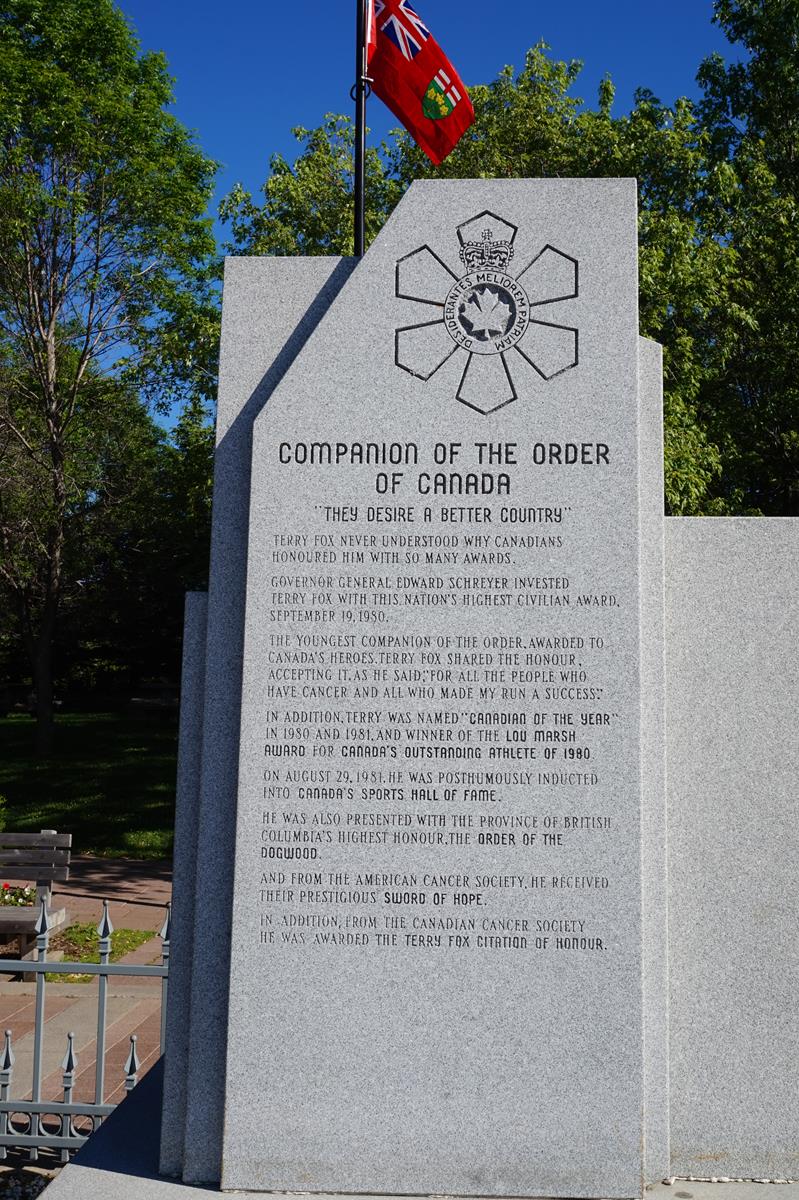 DESIDERANTES MELIOREM PATRIAM
COMPANION OF THE ORDER
OF CANADA
"THEY DESIRE A BETTER COUNTRY"
TERRY FOX NEVER UNDERSTOOD WHY CANADIANS
HONOURED HIM WITH SO MANY AWARDS.
GOVERNOR GENERAL EDWARD SCHREYER INVESTED
TERRY FOX WITH THIS NATION'S HIGHEST CIVILIAN AWARD,
SEPTEMBER 19, 1980.
THE YOUNGEST COMPANION OF THE ORDER, AWARDED TO
CANADA'S HEROES, TERRY FOX SHARED THE HONOUR,
ACCEPTING IT, AS HE SAID, "FOR ALL THE PEOPLE WHO
HAVE CANCER AND ALL WHO MADE MY RUN A SUCCESS."
IN ADDITION, TERRY WAS NAMED "CANADIAN OF THE YEAR"
IN 1980 AND 1981, AND WINNER OF THE LOU MARSH
AWARD FOR CANADA'S OUTSTANDING ATHLETE OF 1980.
ON AUGUST 29, 1981, HE WAS POSTHUMOUSLY INDUCTED
INTO CANADA'S SPORTS HALL OF FAME.
HE WAS ALSO PRESENTED WITH THE PROVINCE OF BRITISH
COLUMBIA'S HIGHEST HONOUR, THE ORDER OF THE
DOGWOOD.
AND FROM THE AMERICAN CANCER SOCIETY, HE RECEIVED
THEIR PRESTIGIOUS SWORD OF HOPE.
IN ADDITION, FROM THE CANADIAN CANCER SOCIETY
HE WAS AWARDED THE TERRY FOX CITATION OF HONOUR.